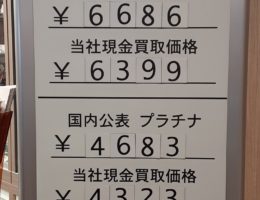 ¥ 6686
当社現金買取価格
¥ 6399
国内公表 プラチナ
¥ 4683
当社現金買取価格
¥ 4323